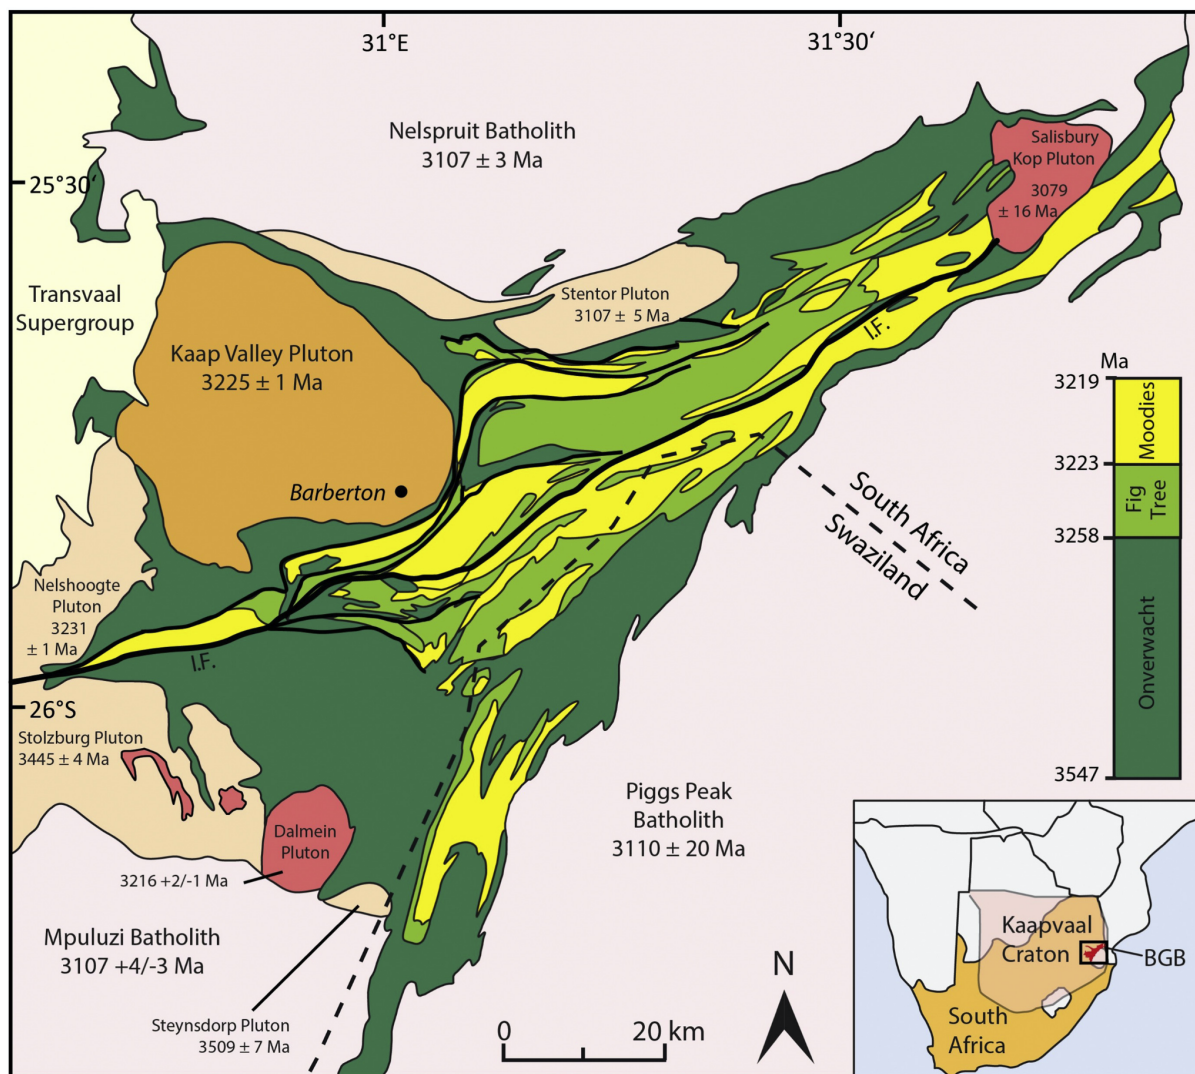 31°E
31°30‘
Nelspruit Batholith
3107 ± 3 Ma
Salisbury
Kop Pluton
3079
± 16 Ma
25°30‘
Transvaal
Supergroup
Stentor Pluton
3107 ± 5 Ma
Kaap Valley Pluton
3225 ± 1 Ma
I.F.
Ma
3219
Moodies
3223
Fig
Tree
3258
Onverwacht
3547
Barberton
South Africa
Swaziland
Nelshoogte
Pluton
3231
± 1 Ma
I.F.
26°S
Stolzburg Pluton
3445 ± 4 Ma
Dalmein
Pluton
3216 +2/-1 Ma
Piggs Peak
Batholith
3110 ± 20 Ma
Mpuluzi Batholith
3107 +4/-3 Ma
Steynsdorp Pluton
3509 ± 7 Ma
0 20 km
N
Kaapvaal
Craton
BGB
South
Africa